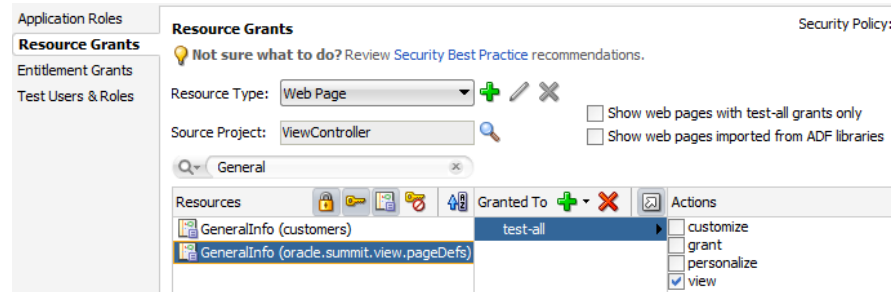 Application Roles
Resource Grants
Entitlement Grants
Test Users & Roles
Resource Grants
Security Policy:
Not sure what to do? Review Security Best Practice recommendations.
Resource Type: Web Page
Show web pages with test-all grants only
Source Project: ViewController
Show web pages imported from ADF libraries
General
Resources Granted To Actions
GeneralInfo (customers)
GeneralInfo (oracle.summit.view.pageDefs)
test-all
customize
grant
personalize
view